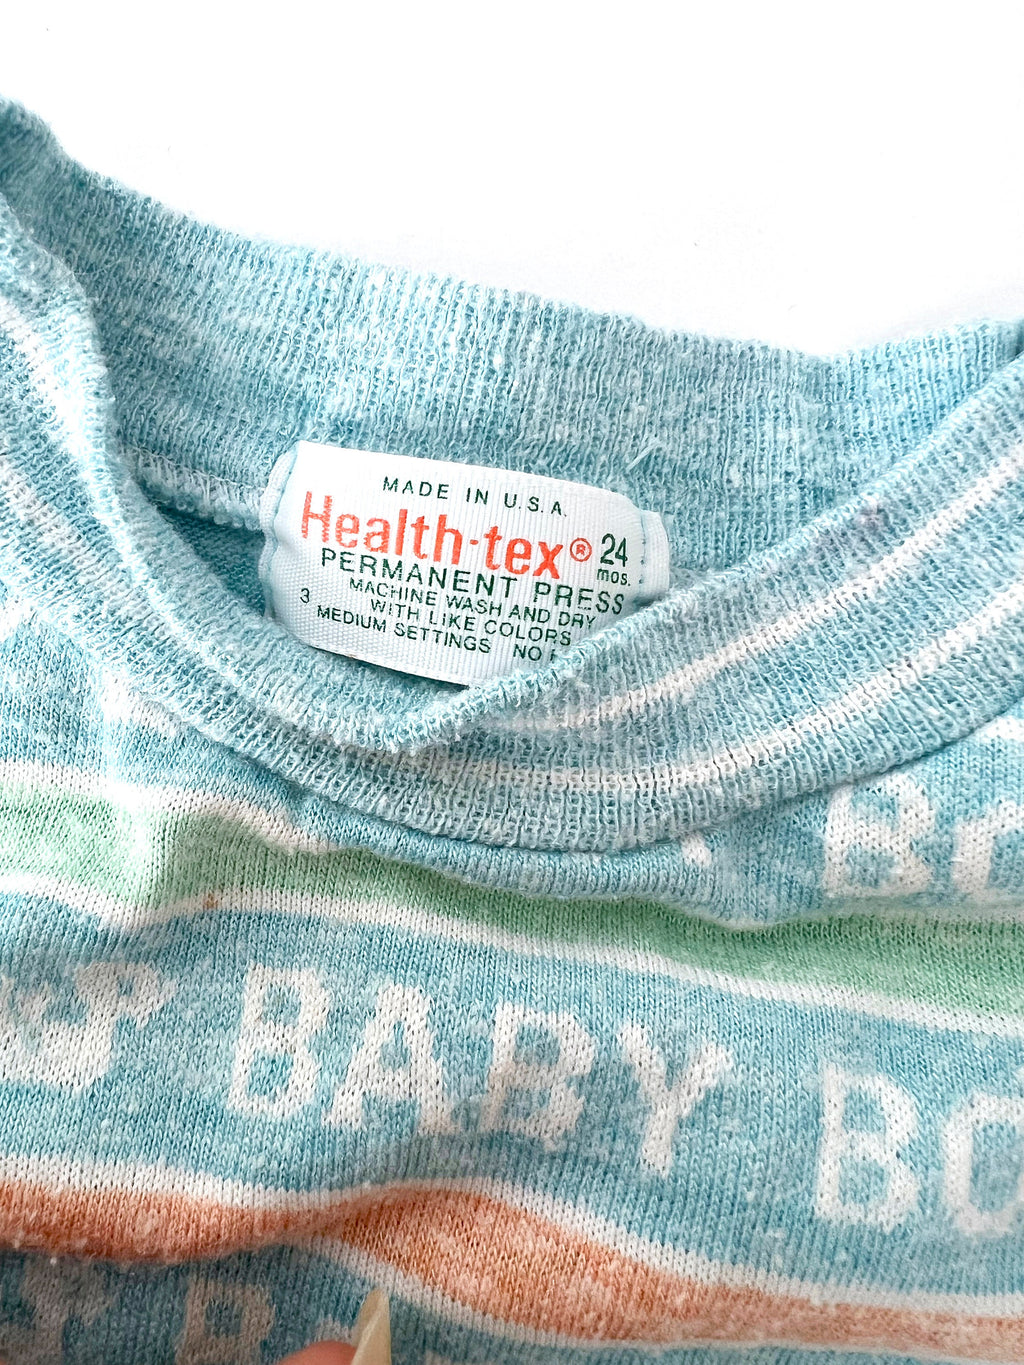 MADE IN U.S.A.
Health-tex® 24 mos.
PERMANENT PRESS
MACHINE WASH AND DRY
WITH LIKE COLORS
3 MEDIUM SETTINGS NO
BABY